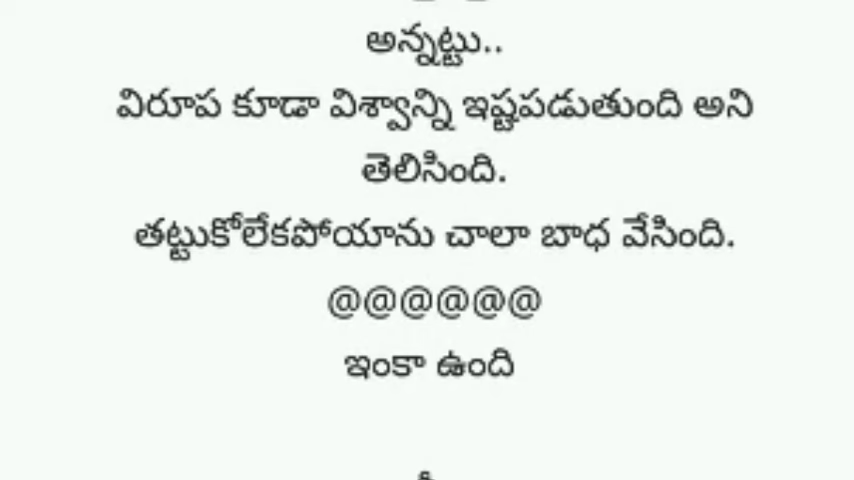 అన్నట్టు..
విరూప కూడా విశ్వాన్ని ఇష్టపడుతుంది అని
తెలిసింది.
తట్టుకోలేకపోయాను చాలా బాధ వేసింది.
@@@@@@
ఇంకా ఉంది